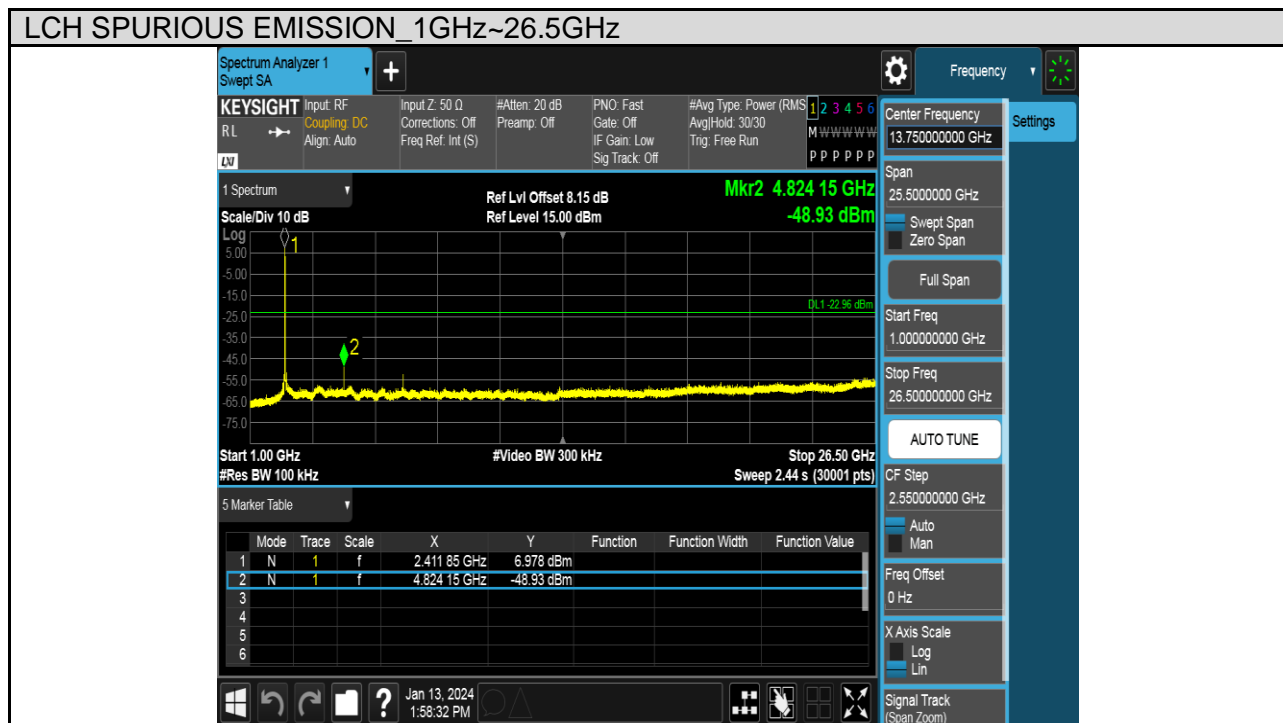 LCH SPURIOUS EMISSION_1GHz~26.5GHz
Spectrum Analyzer 1
Swept SA
+
Frequency
KEYSIGHT
RL
LXI
Input: RF
Coupling: DC
Align: Auto
Input Z: 50 Ω
Corrections: Off
Freq Ref: Int (S)
#Atten: 20 dB
Preamp: Off
PNO: Fast
Gate: Off
IF Gain: Low
Sig Track: Off
#Avg Type: Power (RMS
Avg|Hold: 30/30
Trig: Free Run
1 2 3 4 5 6
M W W W W W
P P P P P P
Center Frequency
13.750000000 GHz
Settings
Span
25.5000000 GHz
Swept Span
Zero Span
Full Span
Start Freq
1.000000000 GHz
Stop Freq
26.500000000 GHz
AUTO TUNE
CF Step
2.550000000 GHz
Auto
Man
Freq Offset
0 Hz
X Axis Scale
Log
Lin
Signal Track
(Span Zoom)
1 Spectrum
Scale/Div 10 dB
Ref Lvl Offset 8.15 dB
Ref Level 15.00 dBm
Mkr2 4.824 15 GHz
-48.93 dBm
Log
5.00
-5.00
-15.0
-25.0
-35.0
-45.0
-55.0
-65.0
-75.0
1
2
DL1 -22.96 dBm
Start 1.00 GHz
#Res BW 100 kHz
#Video BW 300 kHz
Stop 26.50 GHz
Sweep 2.44 s (30001 pts)
5 Marker Table
Mode Trace Scale X Y Function Function Width Function Value
1 N 1 f 2.411 85 GHz 6.978 dBm
2 N 1 f 4.824 15 GHz -48.93 dBm
3
4
5
6
?
Jan 13, 2024
1:58:32 PM